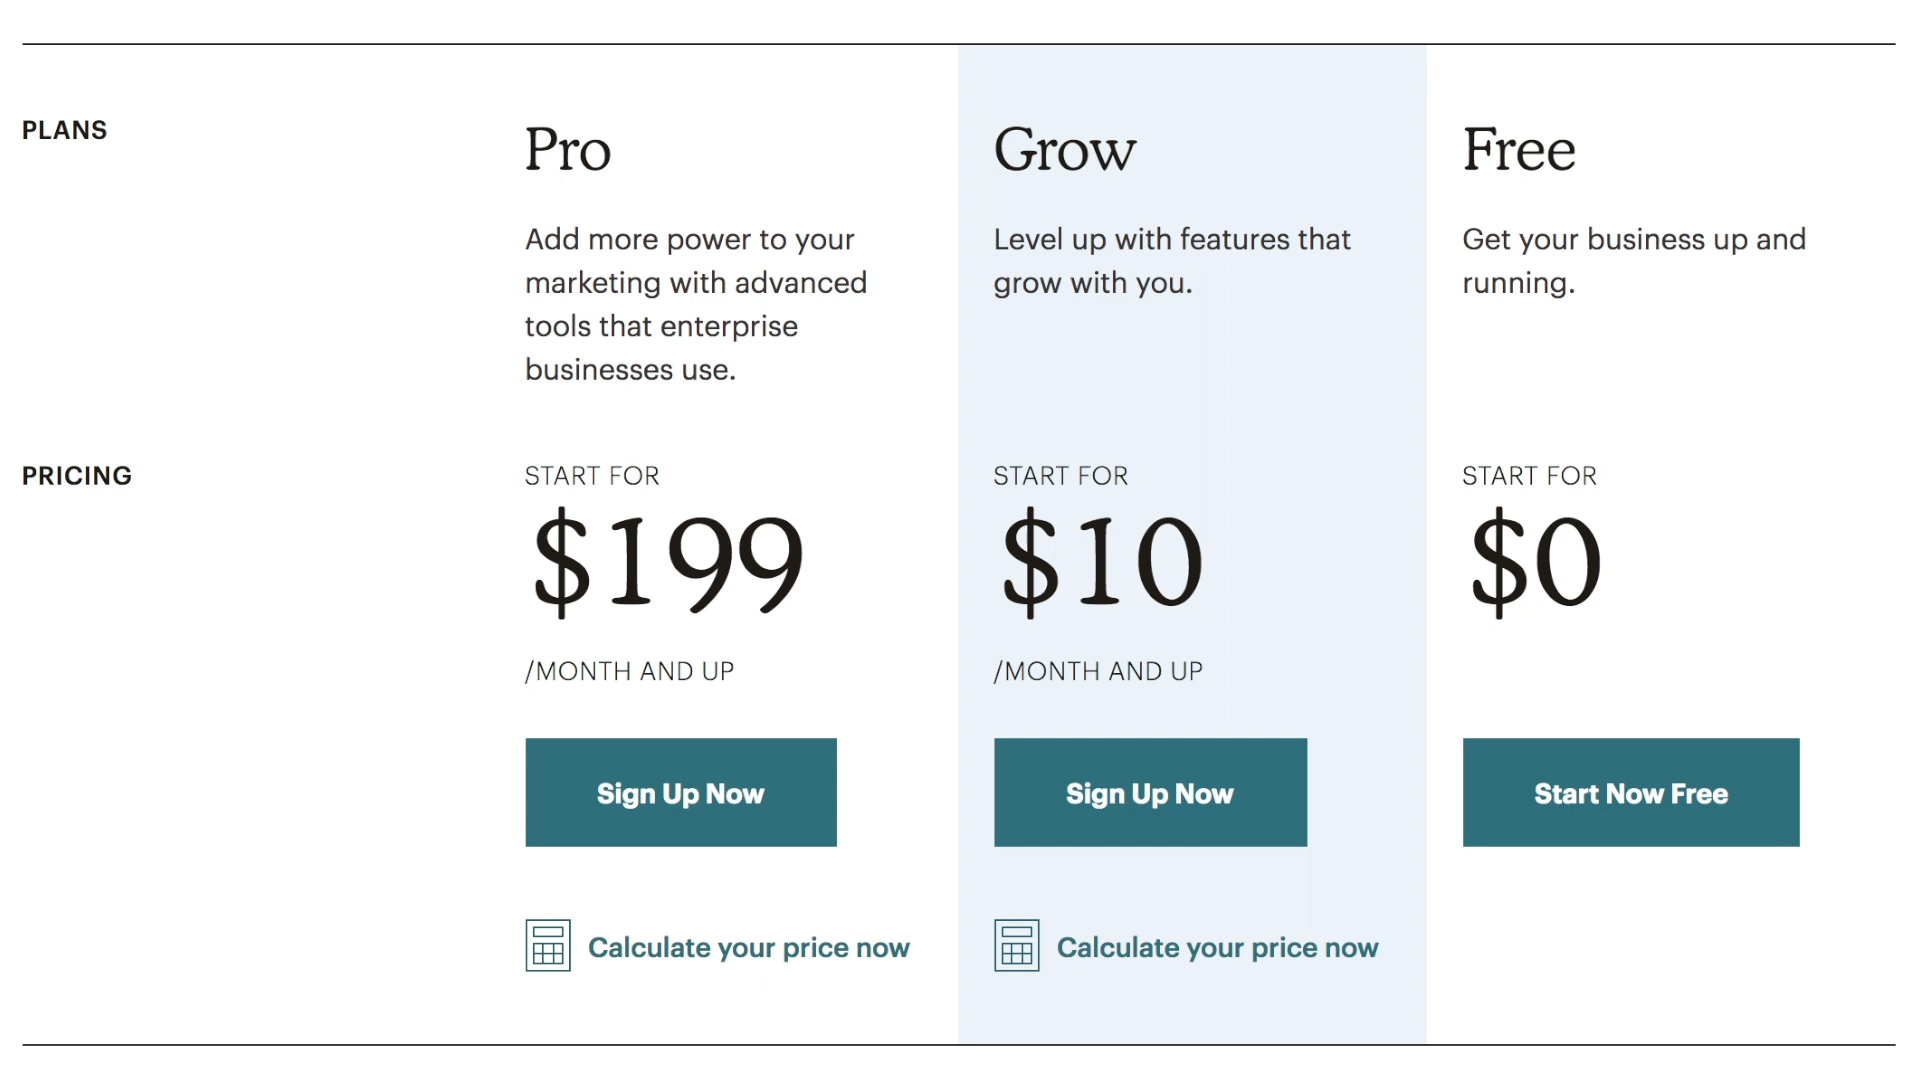 PLANS
Pro
Add more power to your
marketing with advanced
tools that enterprise
businesses use.
Grow
Level up with features that
grow with you.
Free
Get your business up and
running.
PRICING
START FOR
$199
/MONTH AND UP
Sign Up Now
Calculate your price now
START FOR
$10
/MONTH AND UP
Sign Up Now
Calculate your price now
START FOR
$0
Start Now Free